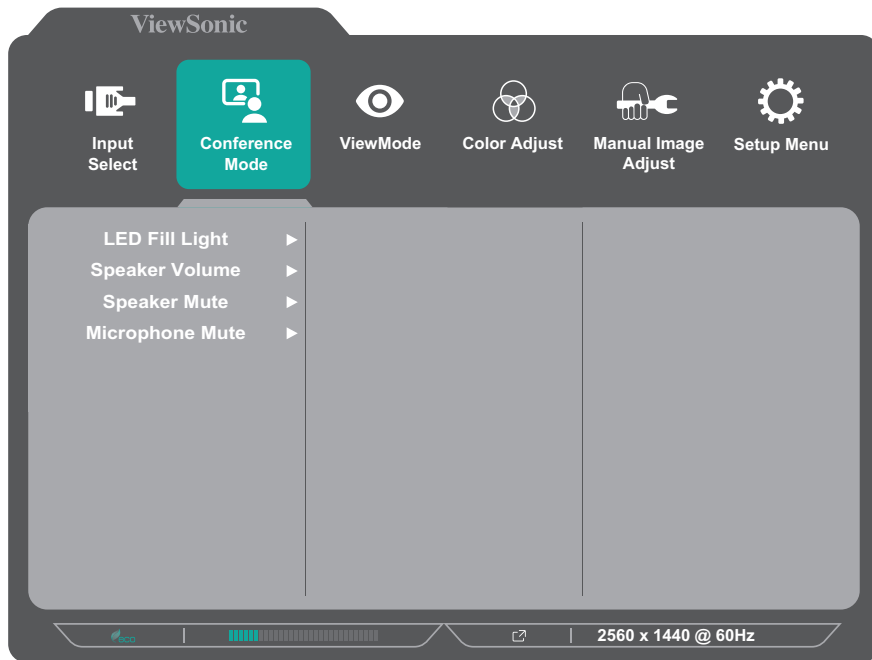 ViewSonic
Input
Select
Conference
Mode
ViewMode
Color Adjust
Manual Image
Adjust
Setup Menu
LED Fill Light
Speaker Volume
Speaker Mute
Microphone Mute
ECO
2560 x 1440 @ 60Hz